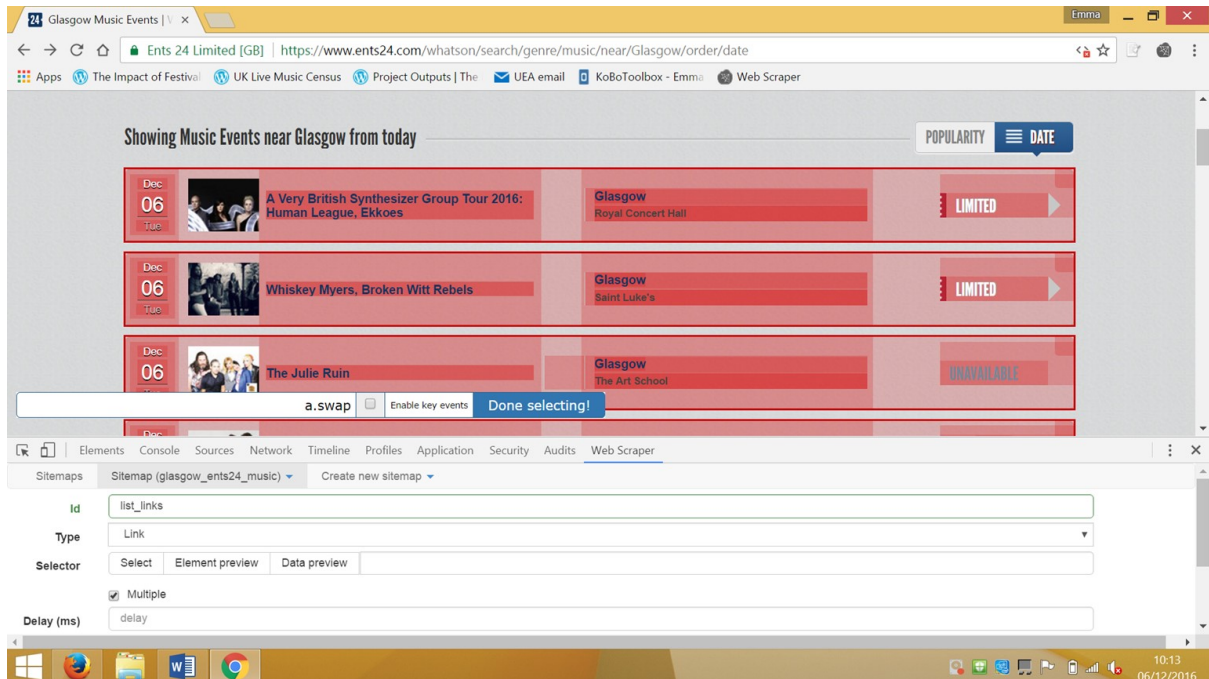 24 Glasgow Music Events | V ×
Emma
Ents 24 Limited [GB] | https://www.ents24.com/whatson/search/genre/music/near/Glasgow/order/date
Apps The Impact of Festival UK Live Music Census Project Outputs | The UEA email KoBoToolbox - Emma Web Scraper
Showing Music Events near Glasgow from today
POPULARITY DATE
Dec
06
Tue
A Very British Synthesizer Group Tour 2016:
Human League, Ekkoes
Glasgow
Royal Concert Hall
LIMITED
Dec
06
Tue
Whiskey Myers, Broken Witt Rebels
Glasgow
Saint Luke's
LIMITED
Dec
06
The Julie Ruin
Glasgow
The Art School
UNAVAILABLE
a.swap Enable key events Done selecting!
Elements Console Sources Network Timeline Profiles Application Security Audits Web Scraper
Sitemaps Sitemap (glasgow_ents24_music) Create new sitemap
Id list_links
Type Link
Selector Select Element preview Data preview
Multiple
Delay (ms) delay
10:13
06/12/2016